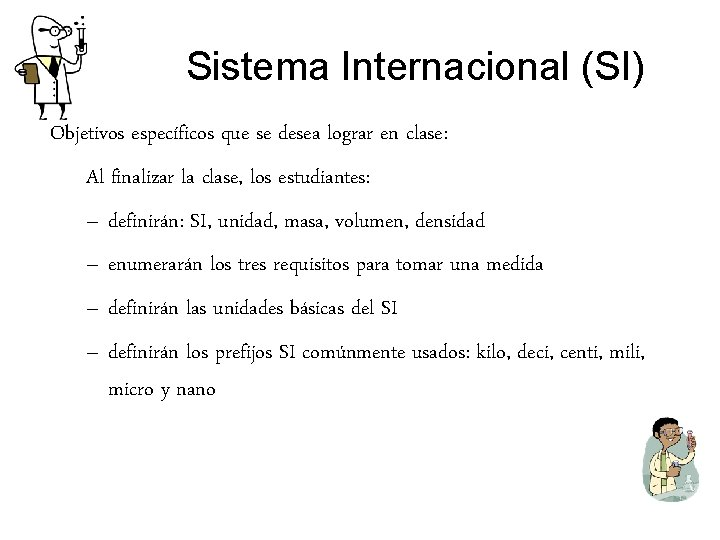 Sistema Internacional (SI)
Objetivos específicos que se desea lograr en clase:
Al finalizar la clase, los estudiantes:
– definirán: SI, unidad, masa, volumen, densidad
– enumerarán los tres requisitos para tomar una medida
– definirán las unidades básicas del SI
– definirán los prefijos SI comúnmente usados: kilo, deci, centi, mili,
micro y nano